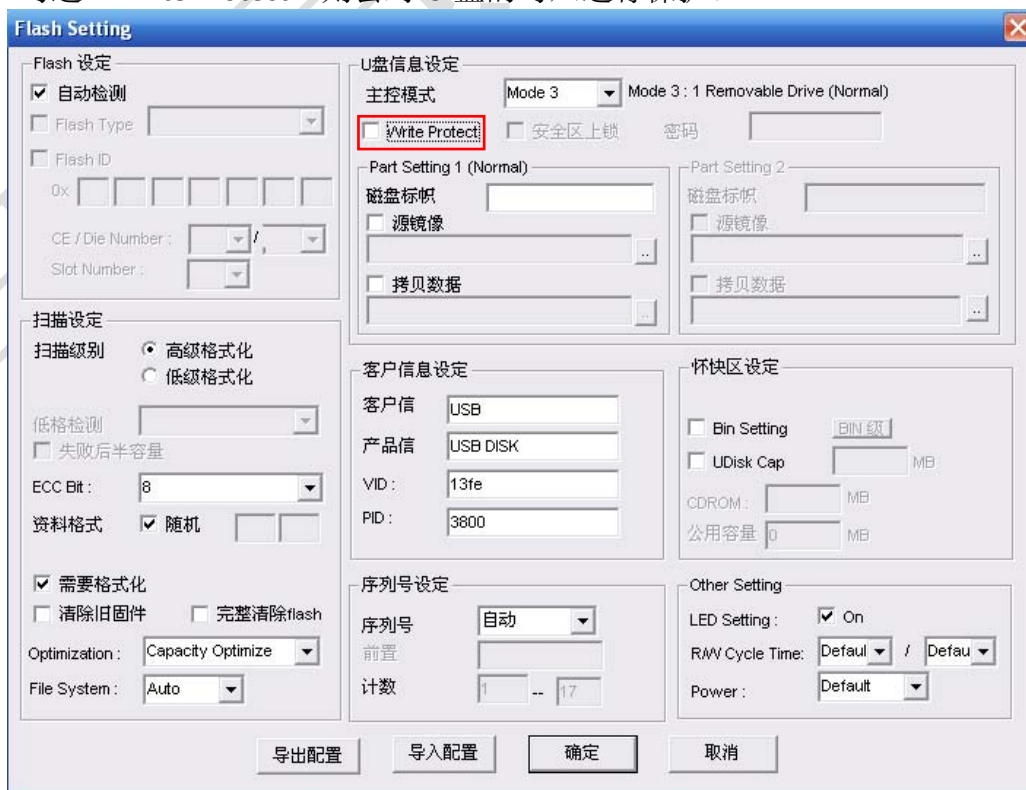 Flash Setting
Flash 设定
自动检测
Flash Type
Flash ID
0x
CE / Die Number :
/
Slot Number :
扫描设定
扫描级别
高级格式化
低级格式化
低格检测
失败后半容量
ECC Bit :
8
资料格式
随机
需要格式化
清除旧固件
完整清除flash
Optimization :
Capacity Optimize
File System :
Auto
U盘信息设定
主控模式
Mode 3
Mode 3 : 1 Removable Drive (Normal)
Write Protect
安全区上锁
密码
Part Setting 1 (Normal)
磁盘标帜
源镜像
..
拷贝数据
..
Part Setting 2
磁盘标帜
源镜像
..
拷贝数据
..
客户信息设定
客户信
USB
产品信
USB DISK
VID :
13fe
PID :
3800
怀快区设定
Bin Setting
BIN 级
UDisk Cap
MB
CDROM :
MB
公用容量
0
MB
序列号设定
序列号
自动
前置
计数
1
--
17
Other Setting
LED Setting :
On
R/W Cycle Time:
Defaul
/
Defau
Power :
Default
导出配置
导入配置
确定
取消